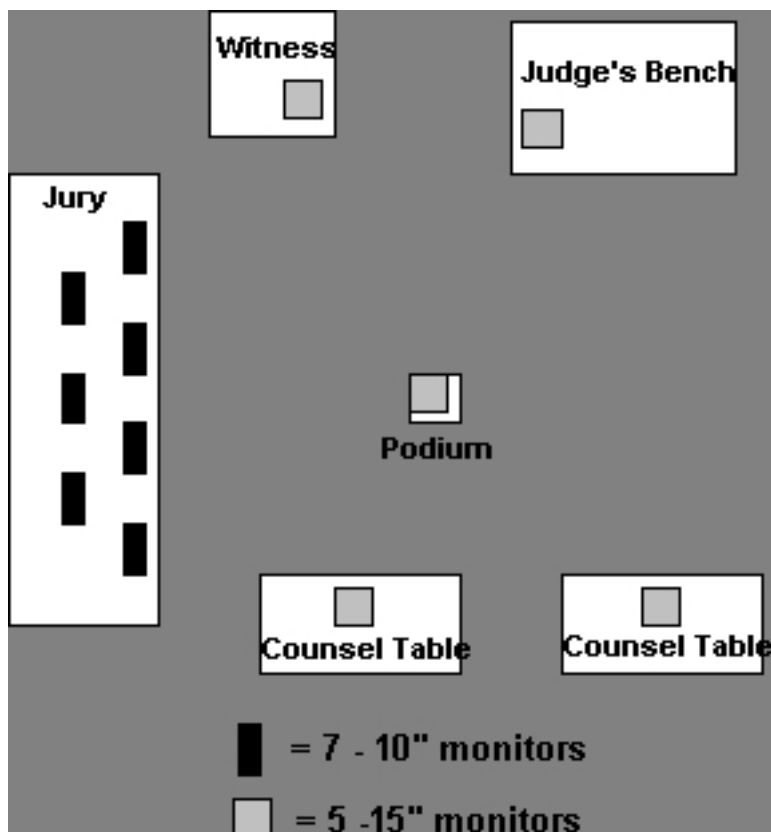 Witness
Judge's Bench
Jury
Podium
Counsel Table
Counsel Table
= 7 - 10" monitors
= 5 -15" monitors